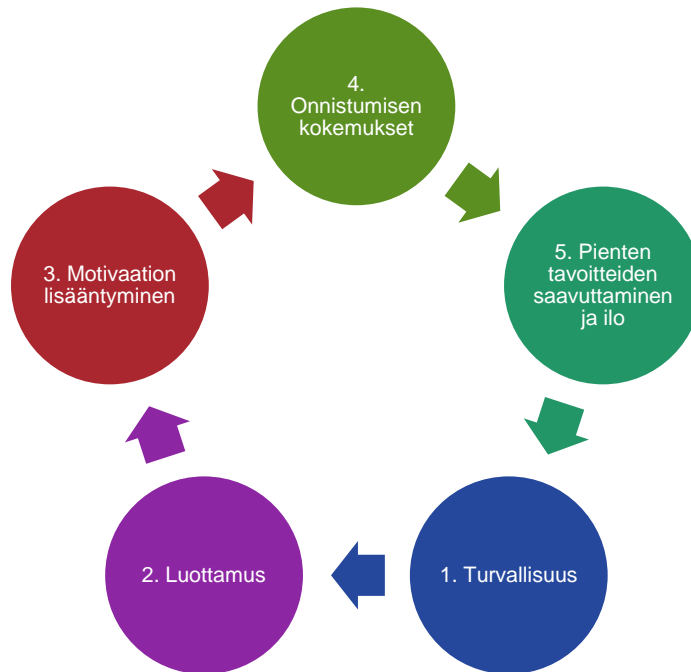 4.
Onnistumisen
kokemukset
5. Pienten
tavoitteiden
saavuttaminen
ja ilo
3. Motivaation
lisääntyminen
2. Luottamus
1. Turvallisuus